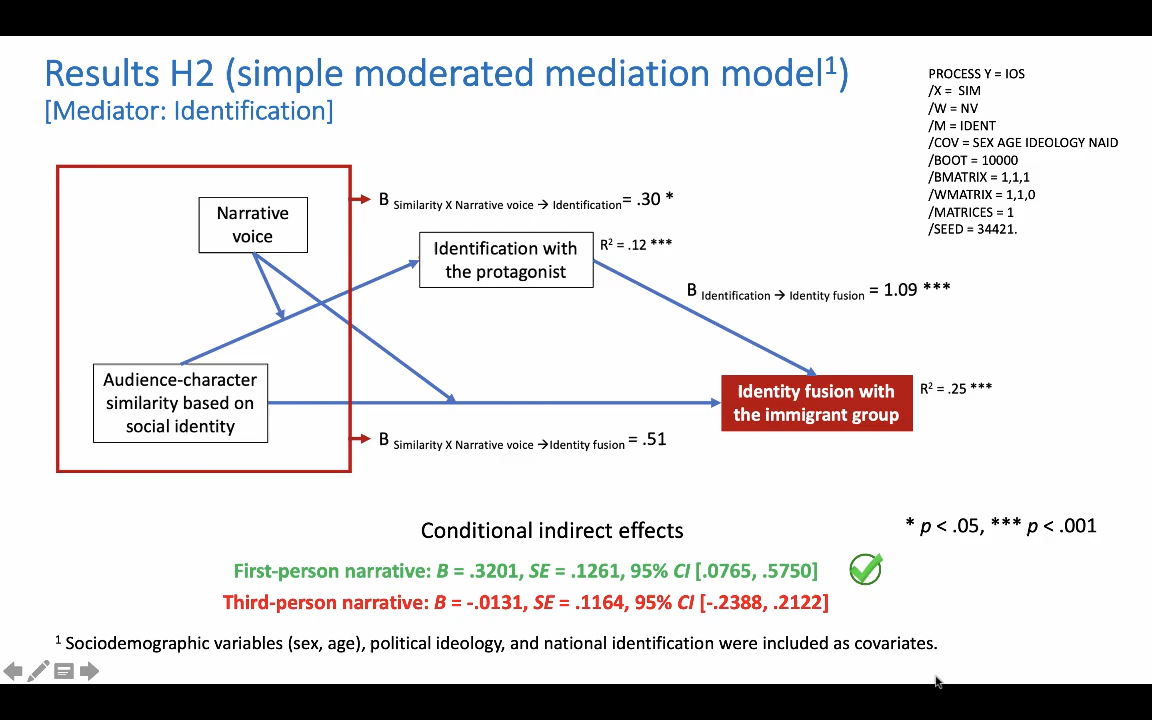 Results H2 (simple moderated mediation model¹)
[Mediator: Identification]
PROCESS Y = IOS
/X = SIM
/W = NV
/M = IDENT
/COV = SEX AGE IDEOLOGY NAID
/BOOT = 10000
/BMATRIX = 1,1,1
/WMATRIX = 1,1,0
/MATRICES = 1
/SEED = 34421.
B Similarity X Narrative voice → Identification = .30 *
Narrative
voice
Identification with
the protagonist
R² = .12 ***
B Identification → Identity fusion = 1.09 ***
Audience-character
similarity based on
social identity
Identity fusion with
the immigrant group
R² = .25 ***
B Similarity X Narrative voice → Identity fusion = .51
Conditional indirect effects
* p < .05, *** p < .001
First-person narrative: B = .3201, SE = .1261, 95% CI [.0765, .5750]
Third-person narrative: B = -.0131, SE = .1164, 95% CI [-.2388, .2122]
¹ Sociodemographic variables (sex, age), political ideology, and national identification were included as covariates.